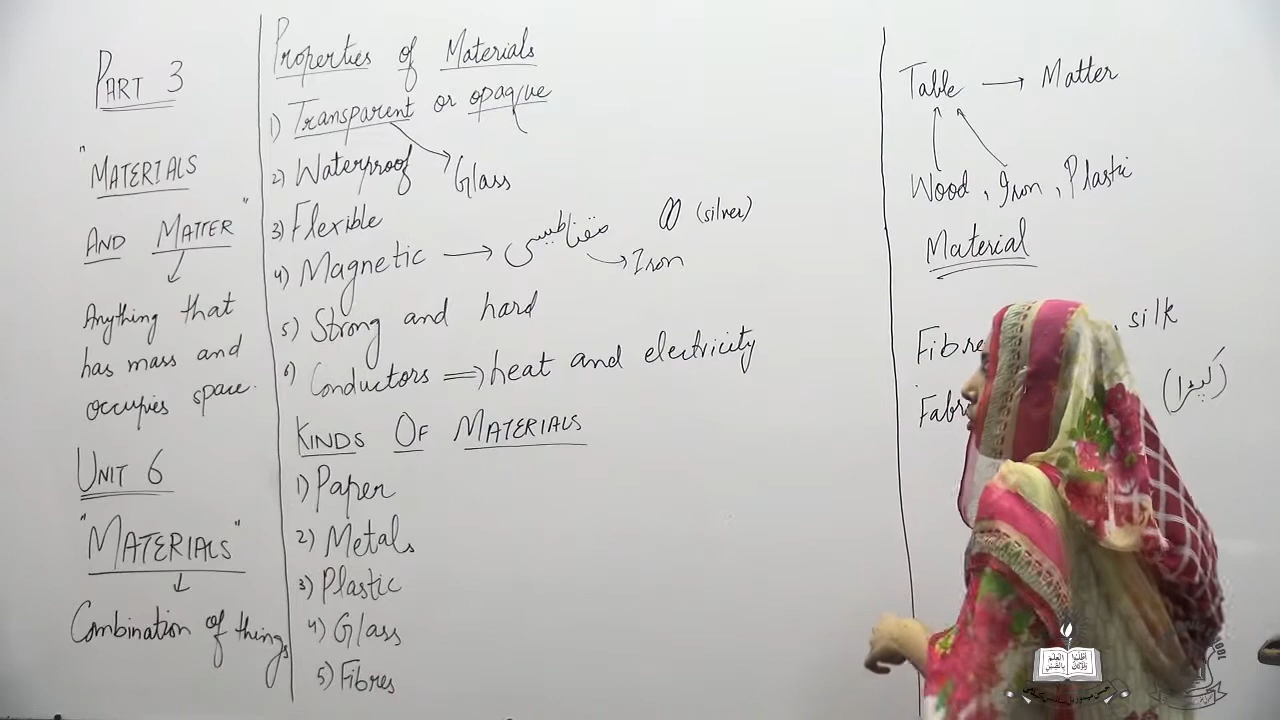 PART 3
"MATERIALS
AND MATTER"
Anything that
has mass and
occupies space.
UNIT 6
"MATERIALS"
Combination of things
Properties of Materials
1) Transparent or opaque
Glass
2) Waterproof
3) Flexible
4) Magnetic → مقناطیسی → Iron
(silver)
5) Strong and hard
6) Conductors ⇒ heat and electricity
KINDS OF MATERIALS
1) Paper
2) Metals
3) Plastic
4) Glass
5) Fibres
Table → Matter
Wood, Iron, Plastic
Material
, silk
(کپڑا)